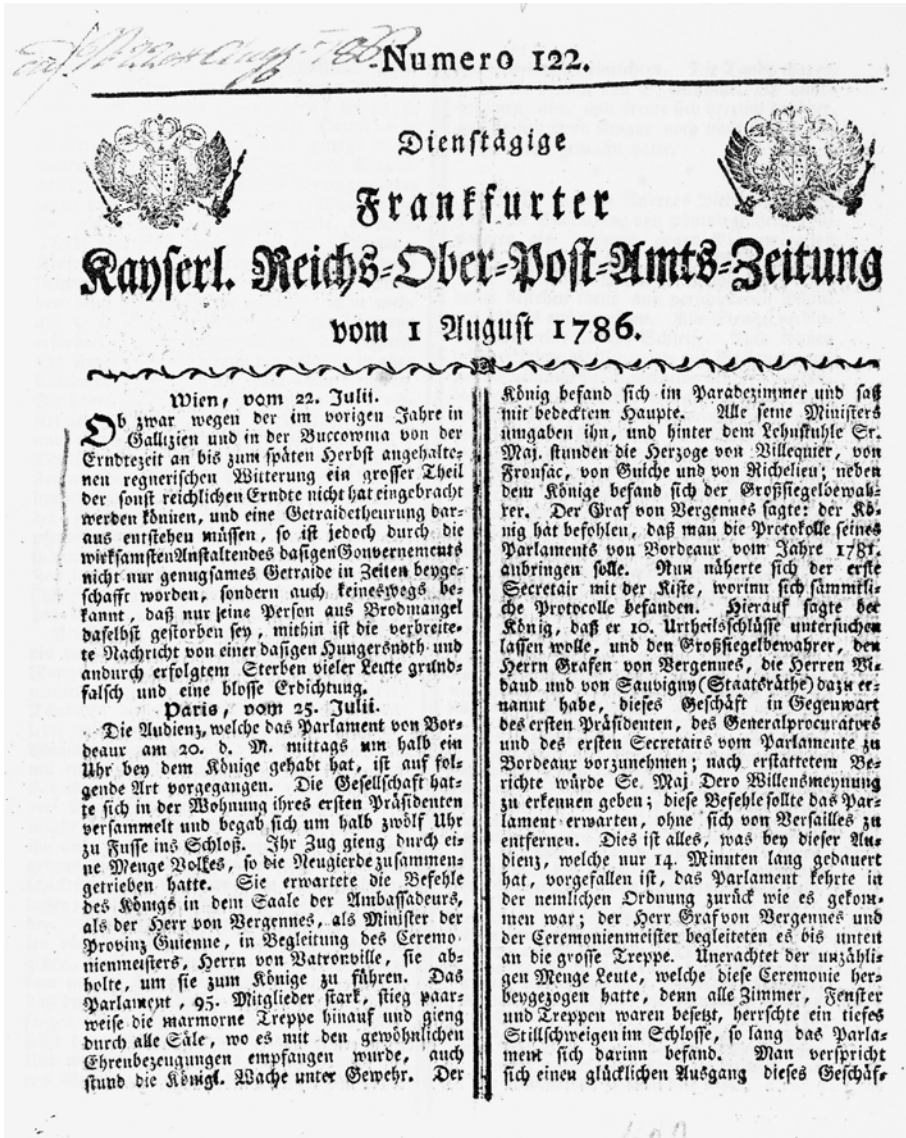 Numero 122.
Dienstägige
Frankfurter
Kayserl. Reichs-Ober-Post-Amts-Zeitung
vom 1 August 1786.
Wien, vom 22. Julii.
Ob zwar wegen der im vorigen Jahre in
Gallizien und in der Buccowina von der
Erndtezeit an bis zum späten Herbst angehalte-
nen regnerischen Witterung ein grosser Theil
der sonst reichlichen Erndte nicht hat eingebracht
werden können, und eine Getraidetheurung dar-
aus entstehen müssen, so ist jedoch durch die
wirksamsten Anstalten des dasigen Gouvernements
nicht nur genugsames Getraide in Zeiten beyge-
schafft worden, sondern auch keineswegs be-
kannt, daß nur jeine Person aus Brodmangel
daselbst gestorben sey, mithin ist die verbreite-
te Nachricht von einer dasigen Hungersnoth und
andurch erfolgtem Sterben vieler Leute grund-
falsch und eine blosse Erdichtung.
Paris, vom 25. Julii.
Die Audienz, welche das Parlament von Bor-
deaux am 20. d. M. mittags um halb ein
Uhr bey dem Könige gehabt hat, ist auf fol-
gende Art vorgegangen. Die Gesellschaft hat-
te sich in der Wohnung ihres ersten Präsidenten
versammelt und begab sich um halb zwölf Uhr
zu Fusse ins Schloß. Ihr Zug gieng durch ei-
ne Menge Volkes, so die Neugierde zusammen-
getrieben hatte. Sie erwartete die Befehle
des Königs in dem Saale der Ambassadeurs,
als der Herr von Vergennes, als Minister der
Provinz Guienne, in Begleitung des Ceremo-
nienmeisters, Herrn von Vatronville, sie ab-
holte, um sie zum Könige zu führen. Das
Parlament, 95. Mitglieder stark, stieg paar-
weise die marmorne Treppe hinauf und gieng
durch alle Säle, wo es mit den gewöhnlichen
Ehrenbezeugungen empfangen wurde, auch
stund die Königl. Wache unter Gewehr. Der
König befand sich im Paradezimmer und saß
mit bedecktem Haupte. Alle seine Ministers
umgaben ihn, und hinter dem Lehnstuhle Sr.
Maj. stunden die Herzoge von Villequier, von
Fronsac, von Guiche und von Richelieu; neben
dem Könige befand sich der Großsiegelbewah-
rer. Der Graf von Vergennes sagte: der Kö-
nig hat befohlen, daß man die Protokolle seines
Parlaments von Bordeaux vom Jahre 1781.
anbringen solle. Nun näherte sich der erste
Secretair mit der Kiste, worinn sich sämmtli-
che Protocolle befanden. Hierauf sagte der
König, daß er 10. Urtheilsschlüsse untersuchen
lassen wolle, und den Großsiegelbewahrer, den
Herrn Grafen von Vergennes, die Herren Vi-
daud und von Sauvigny (Staatsräthe) dazu er-
nannt habe, dieses Geschäft in Gegenwart
des ersten Präsidenten, des Generalprocurators
und des ersten Secretairs vom Parlamente zu
Bordeaux vorzunehmen; nach erstattetem Be-
richte würde Se. Maj Dero Willensmeynung
zu erkennen geben; diese Befehle sollte das Par-
lament erwarten, ohne sich von Versailles zu
entfernen. Dies ist alles, was bey dieser Au-
dienz, welche nur 14. Minuten lang gedauert
hat, vorgefallen ist, das Parlament kehrte in
der nemlichen Ordnung zurück wie es gekom-
men war; der Herr Graf von Vergennes und
der Ceremonienmeister begleiteten es bis unten
an die grosse Treppe. Unerachtet der unzähli-
gen Menge Leute, welche diese Ceremonie her-
beygezogen hatte, denn alle Zimmer, Fenster
und Treppen waren besetzt, herrschte ein tiefes
Stillschweigen im Schlosse, so lang das Parla-
ment sich darinn befand. Man verspricht
sich einen glücklichen Ausgang dieses Geschäf-